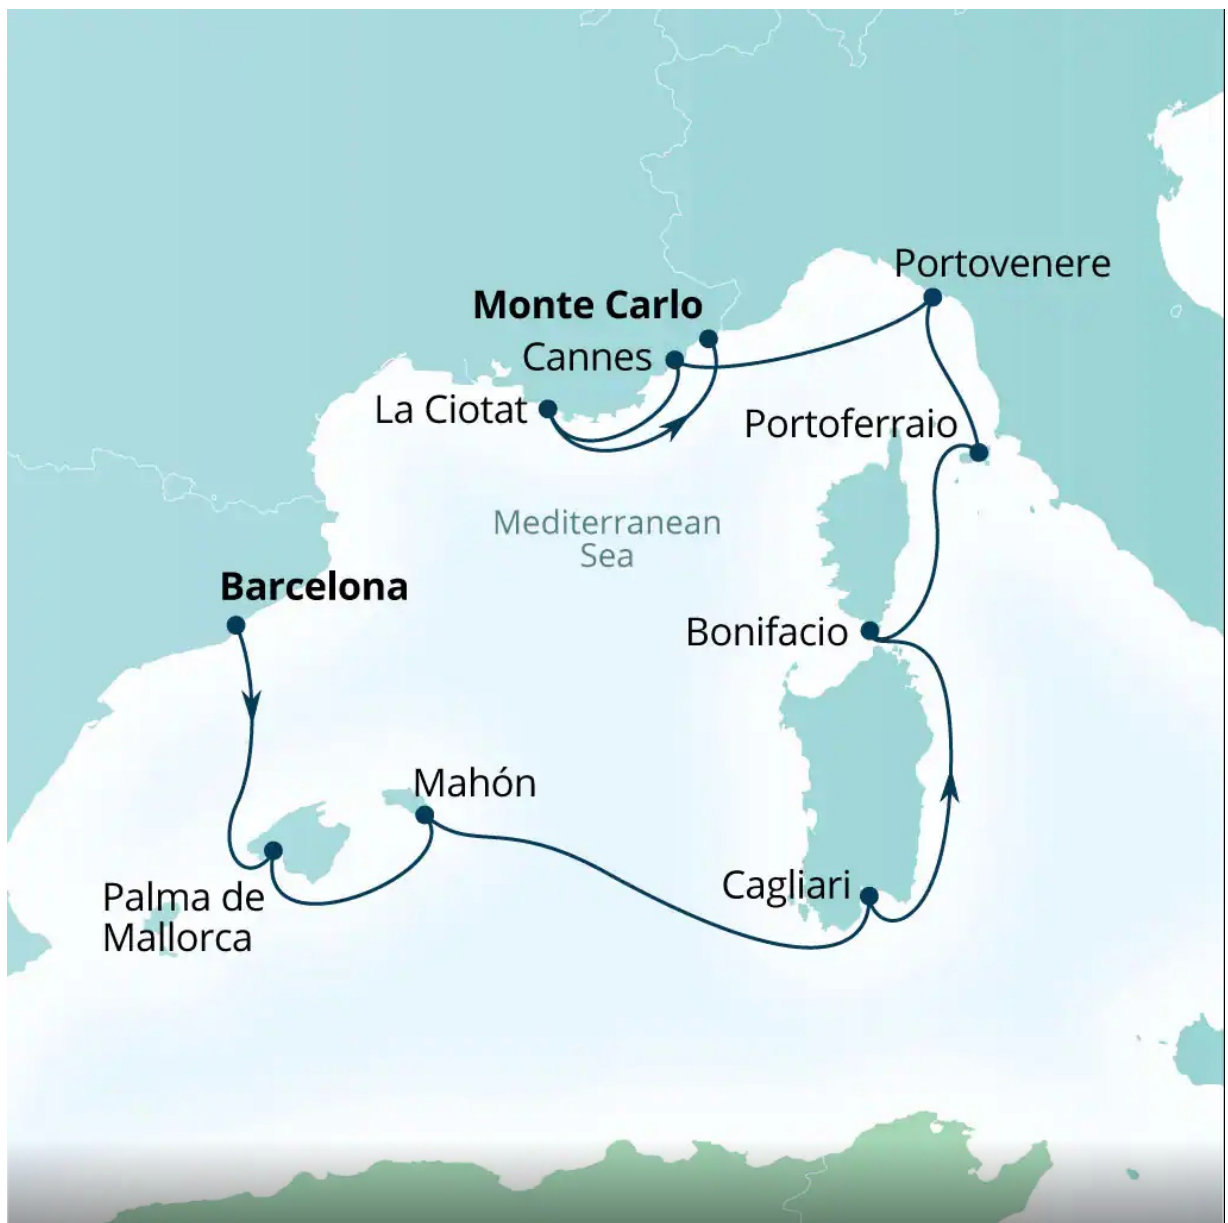 Portovenere
Monte Carlo
Cannes
La Ciotat
Portoferraio
Mediterranean
Sea
Barcelona
Bonifacio
Mahón
Cagliari
Palma de
Mallorca